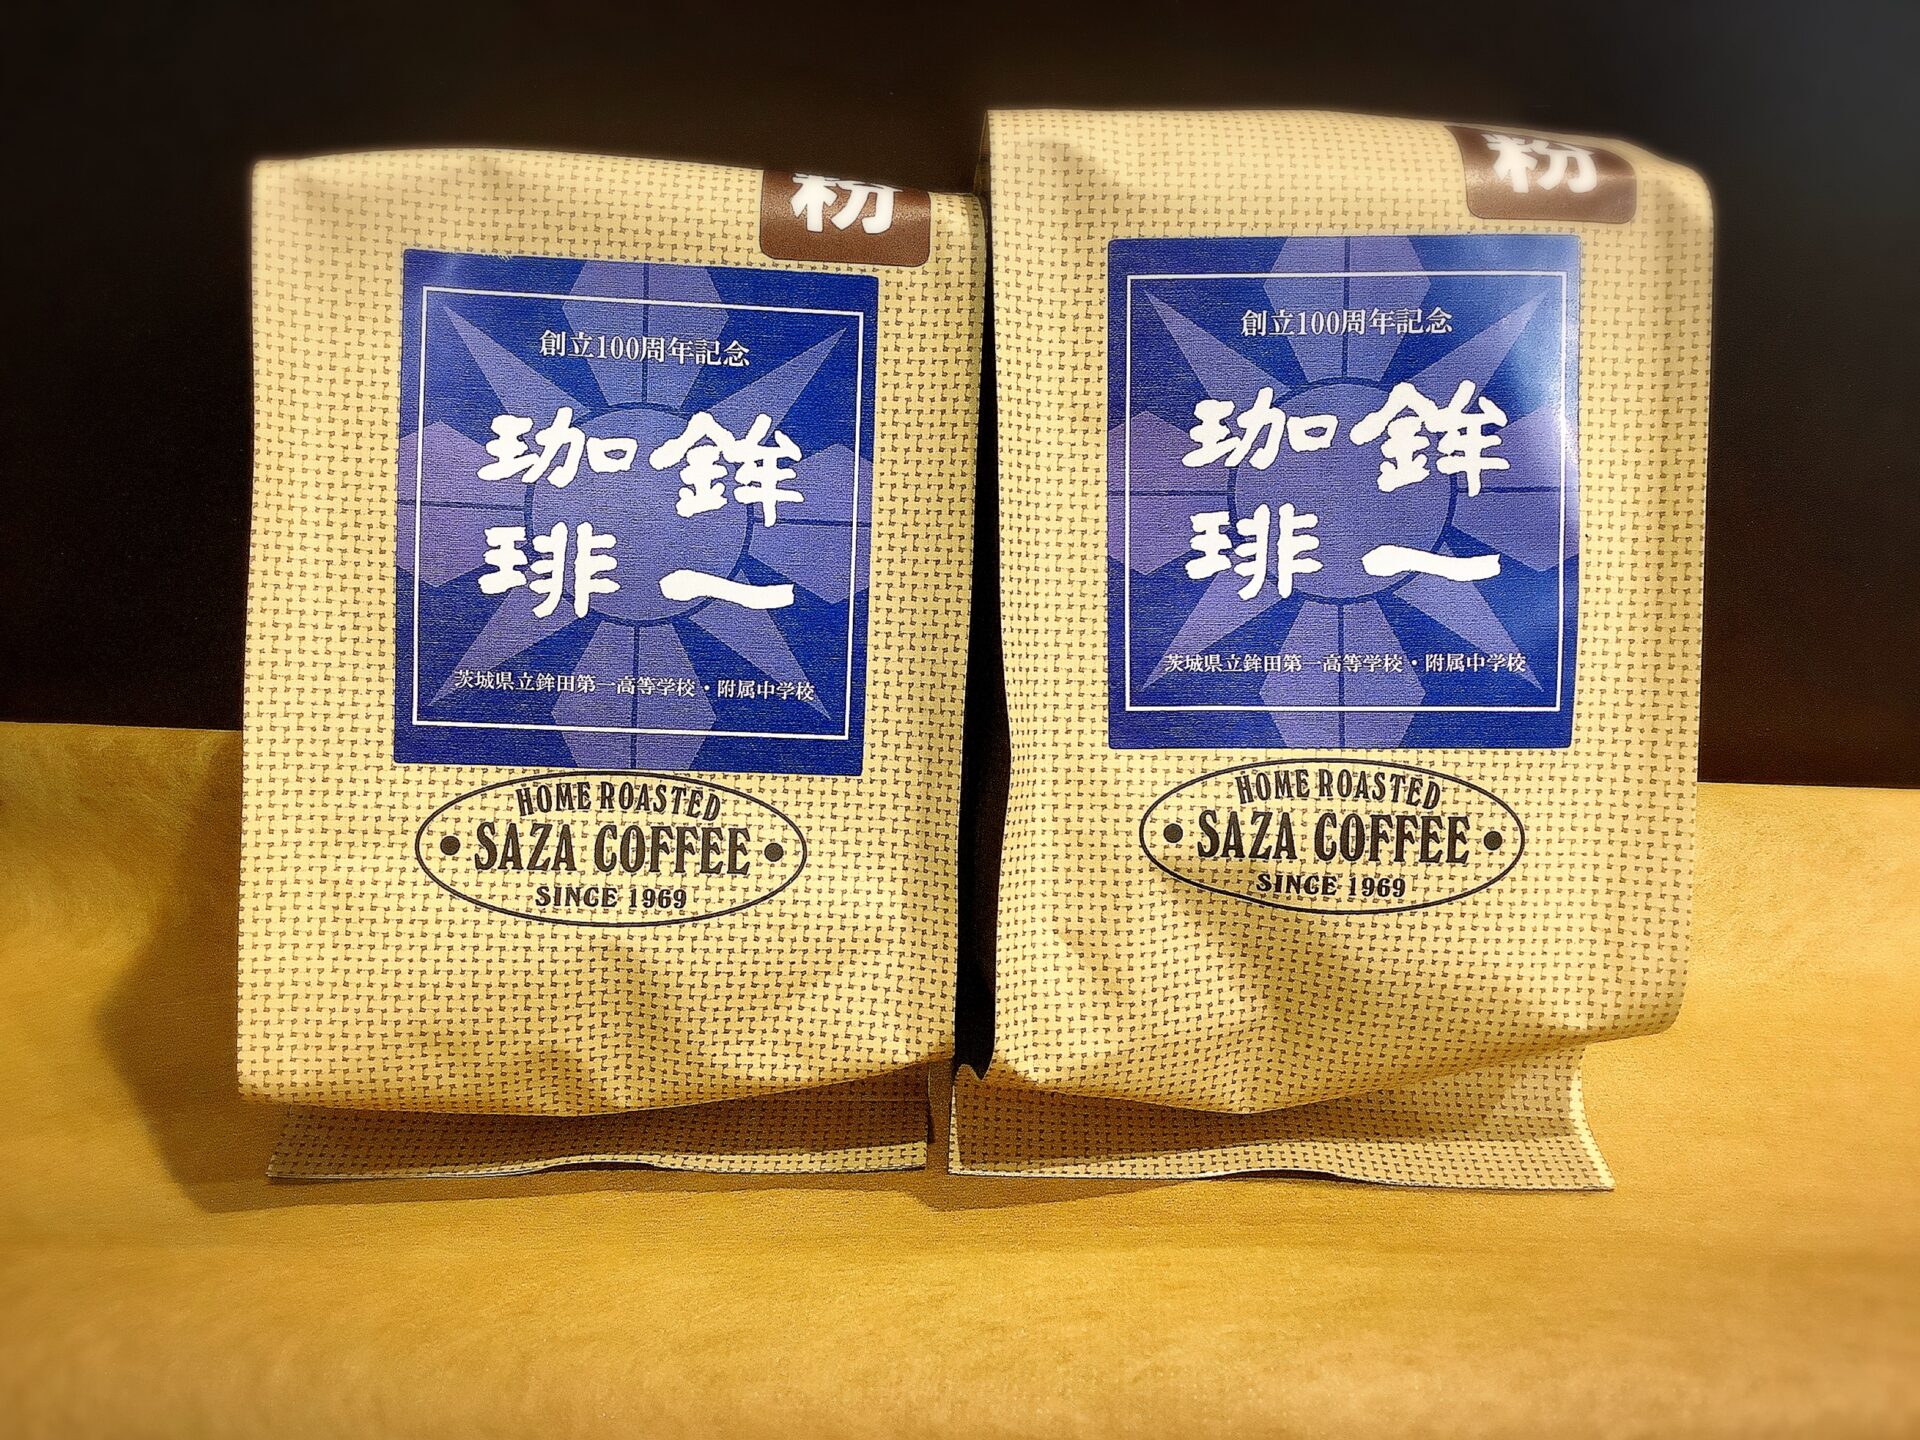 粉
創立100周年記念
鉾一
珈琲
茨城県立鉾田第一高等学校・附属中学校
HOME ROASTED
SAZA COFFEE
SINCE 1969
粉
創立100周年記念
鉾一
珈琲
茨城県立鉾田第一高等学校・附属中学校
HOME ROASTED
SAZA COFFEE
SINCE 1969